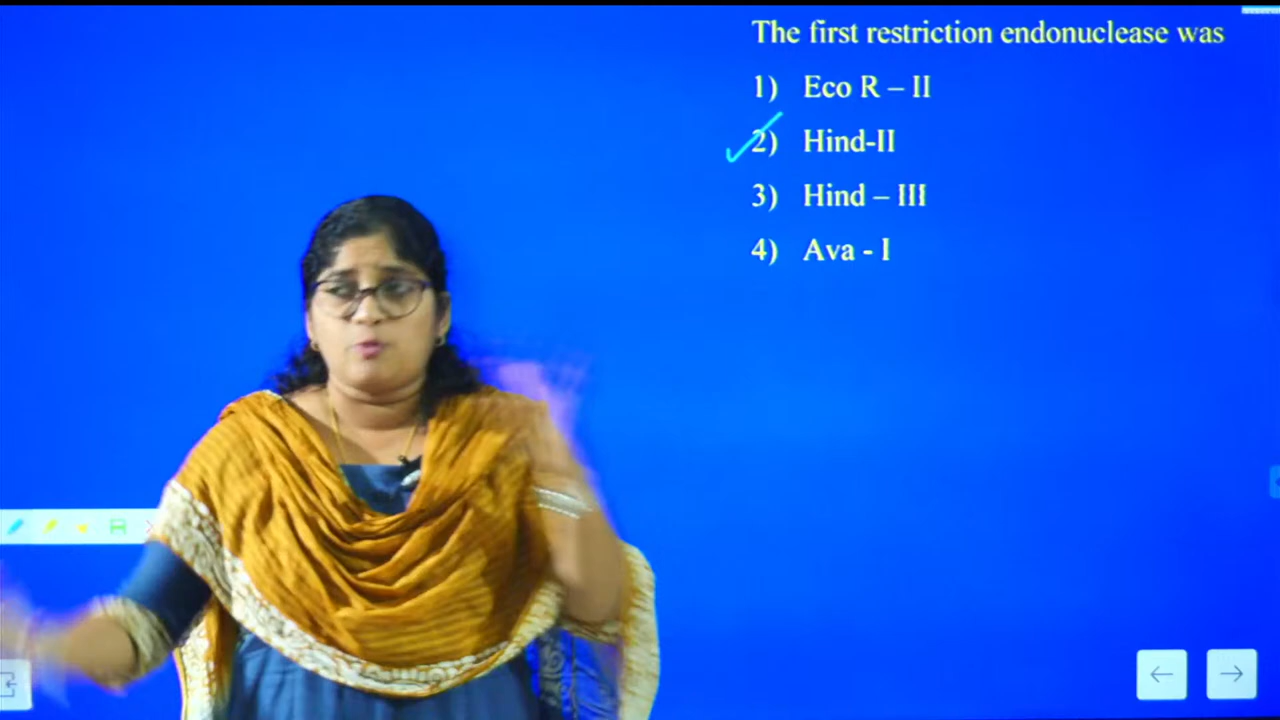 The first restriction endonuclease was
1) Eco R – II
2) Hind-II
3) Hind – III
4) Ava - I